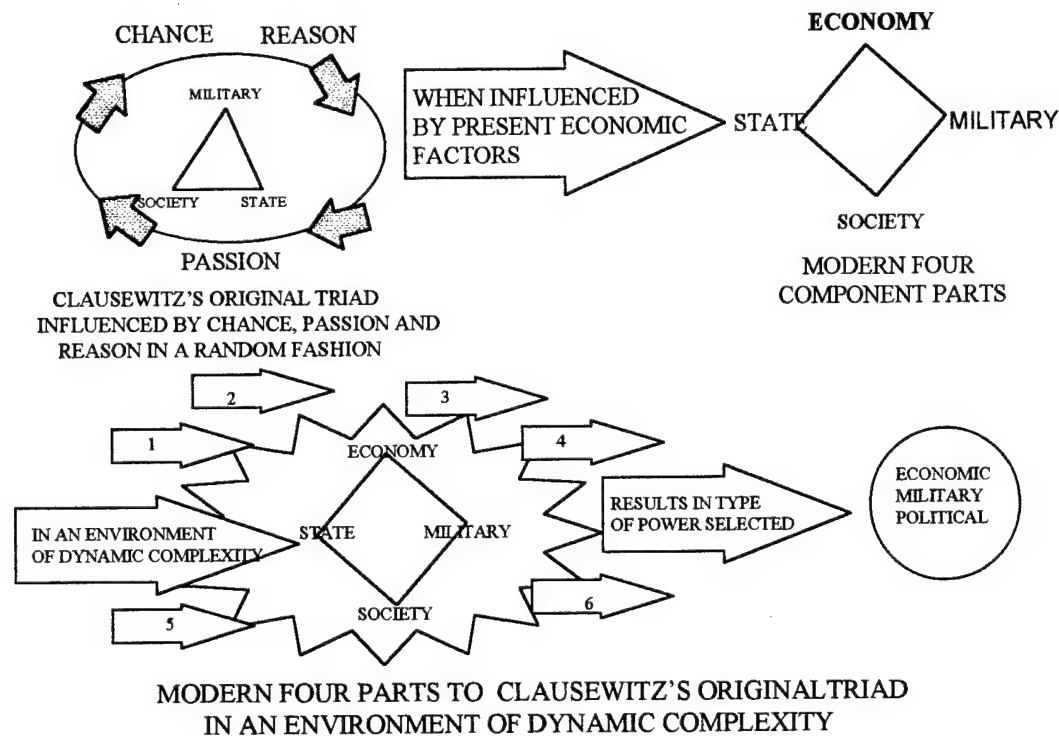 CHANCE REASON
MILITARY
SOCIETY STATE
PASSION
CLAUSEWITZ'S ORIGINAL TRIAD
INFLUENCED BY CHANCE, PASSION AND
REASON IN A RANDOM FASHION
WHEN INFLUENCED
BY PRESENT ECONOMIC
FACTORS
ECONOMY
STATE MILITARY
SOCIETY
MODERN FOUR
COMPONENT PARTS
2
3
1
4
ECONOMY
IN AN ENVIRONMENT
OF DYNAMIC COMPLEXITY
STATE MILITARY
SOCIETY
5
6
RESULTS IN TYPE
OF POWER SELECTED
ECONOMIC
MILITARY
POLITICAL
MODERN FOUR PARTS TO CLAUSEWITZ'S ORIGINALTRIAD
IN AN ENVIRONMENT OF DYNAMIC COMPLEXITY